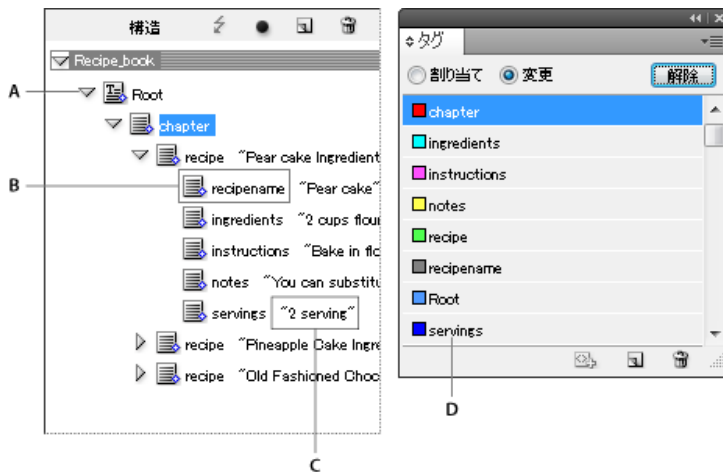 構造
Recipe_book
A
Root
chapter
recipe "Pear cake Ingredient
B
recipename "Pear cake"
ingredients "2 cups flou
instructions "Bake in flo
notes "You can substitu
servings "2 serving"
recipe "Pineapple Cake Ingre
recipe "Old Fashioned Choc
C
タグ
割り当て 変更 解除
chapter
ingredients
instructions
notes
recipe
recipename
Root
servings
D